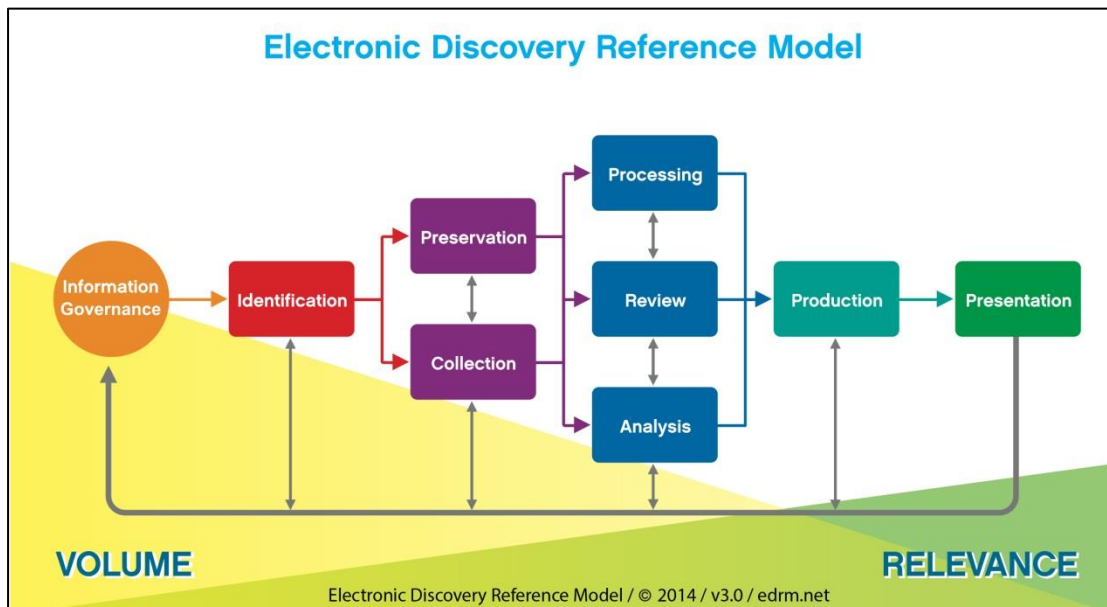 Electronic Discovery Reference Model
Processing
Preservation
Information
Governance
Identification
Review
Production
Presentation
Collection
Analysis
VOLUME
RELEVANCE
Electronic Discovery Reference Model / © 2014 / v3.0 / edrm.net